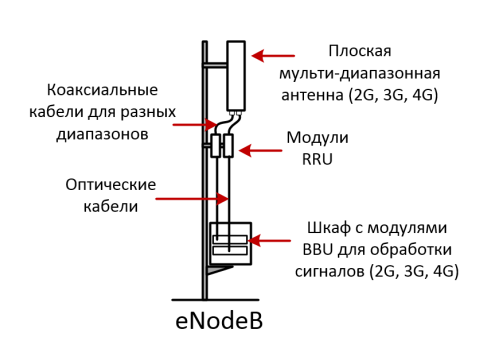 Плоская
мульти-диапазонная
антенна (2G, 3G, 4G)
Коаксиальные
кабели для разных
диапазонов
Модули
RRU
Оптические
кабели
Шкаф с модулями
BBU для обработки
сигналов (2G, 3G, 4G)
eNodeB